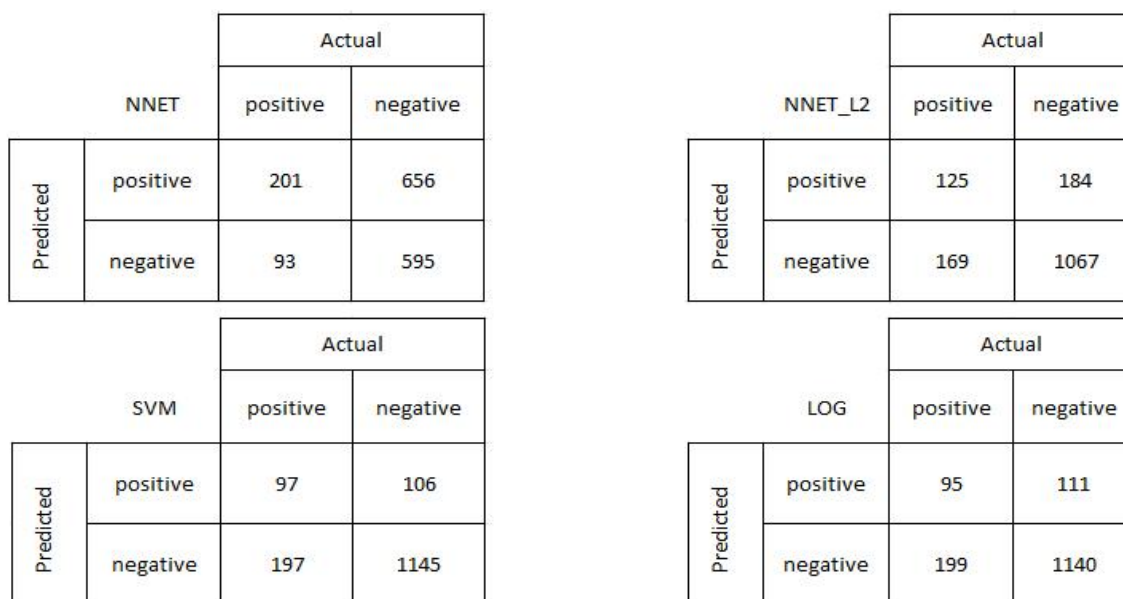 Actual Actual
NNET positive negative NNET_L2 positive negative
Predicted positive 201 656 Predicted positive 125 184
negative 93 595 negative 169 1067
Actual Actual
SVM positive negative LOG positive negative
Predicted positive 97 106 Predicted positive 95 111
negative 197 1145 negative 199 1140